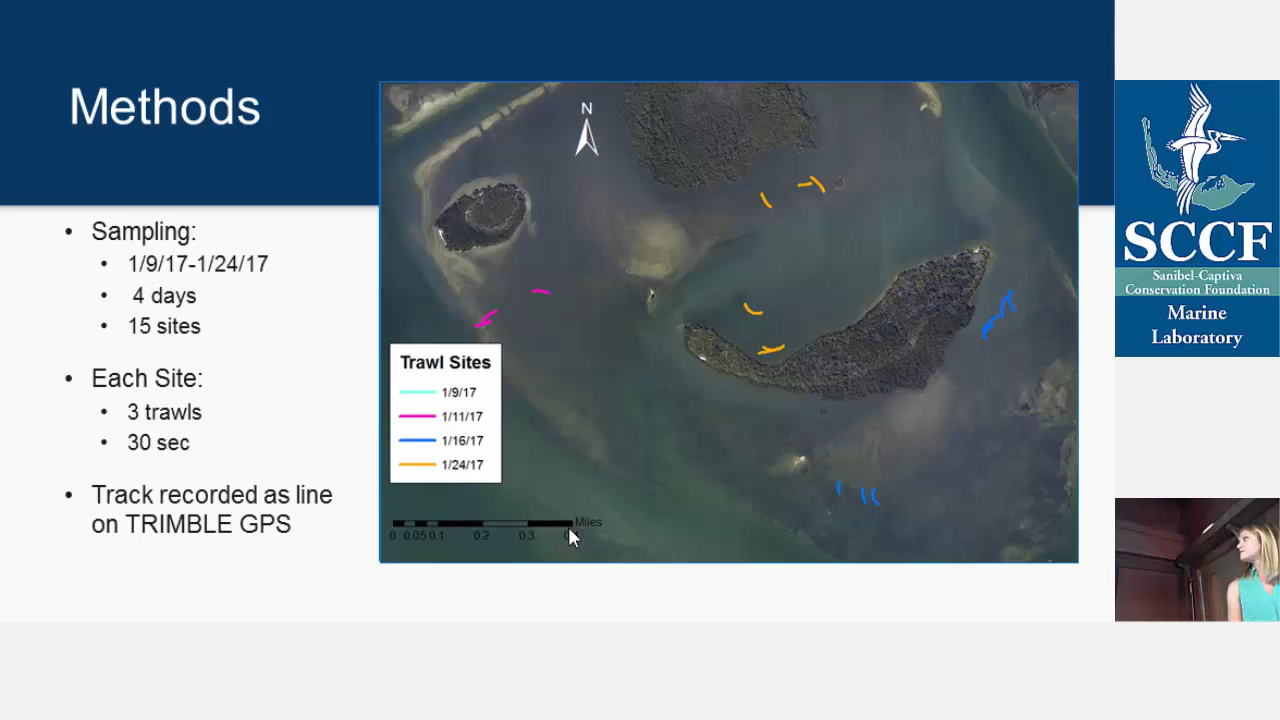 Methods
• Sampling:
• 1/9/17-1/24/17
• 4 days
• 15 sites
• Each Site:
• 3 trawls
• 30 sec
• Track recorded as line
on TRIMBLE GPS
N
Trawl Sites
1/9/17
1/11/17
1/16/17
1/24/17
Miles
0 0.05 0.1 0.2 0.3
SCCF
Sanibel-Captiva
Conservation Foundation
Marine
Laboratory